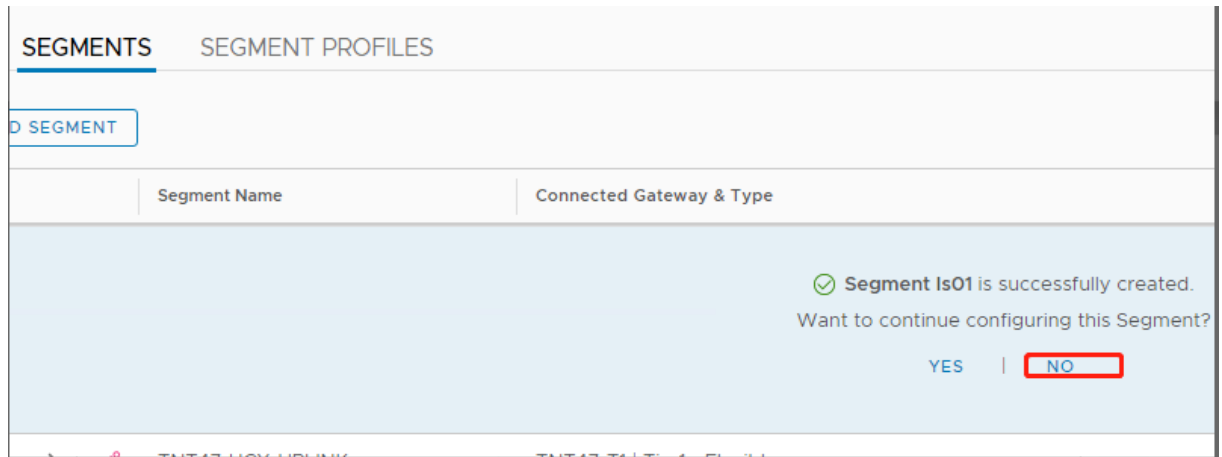 SEGMENTS SEGMENT PROFILES
D SEGMENT
Segment Name Connected Gateway & Type
Segment ls01 is successfully created.
Want to continue configuring this Segment?
YES | NO